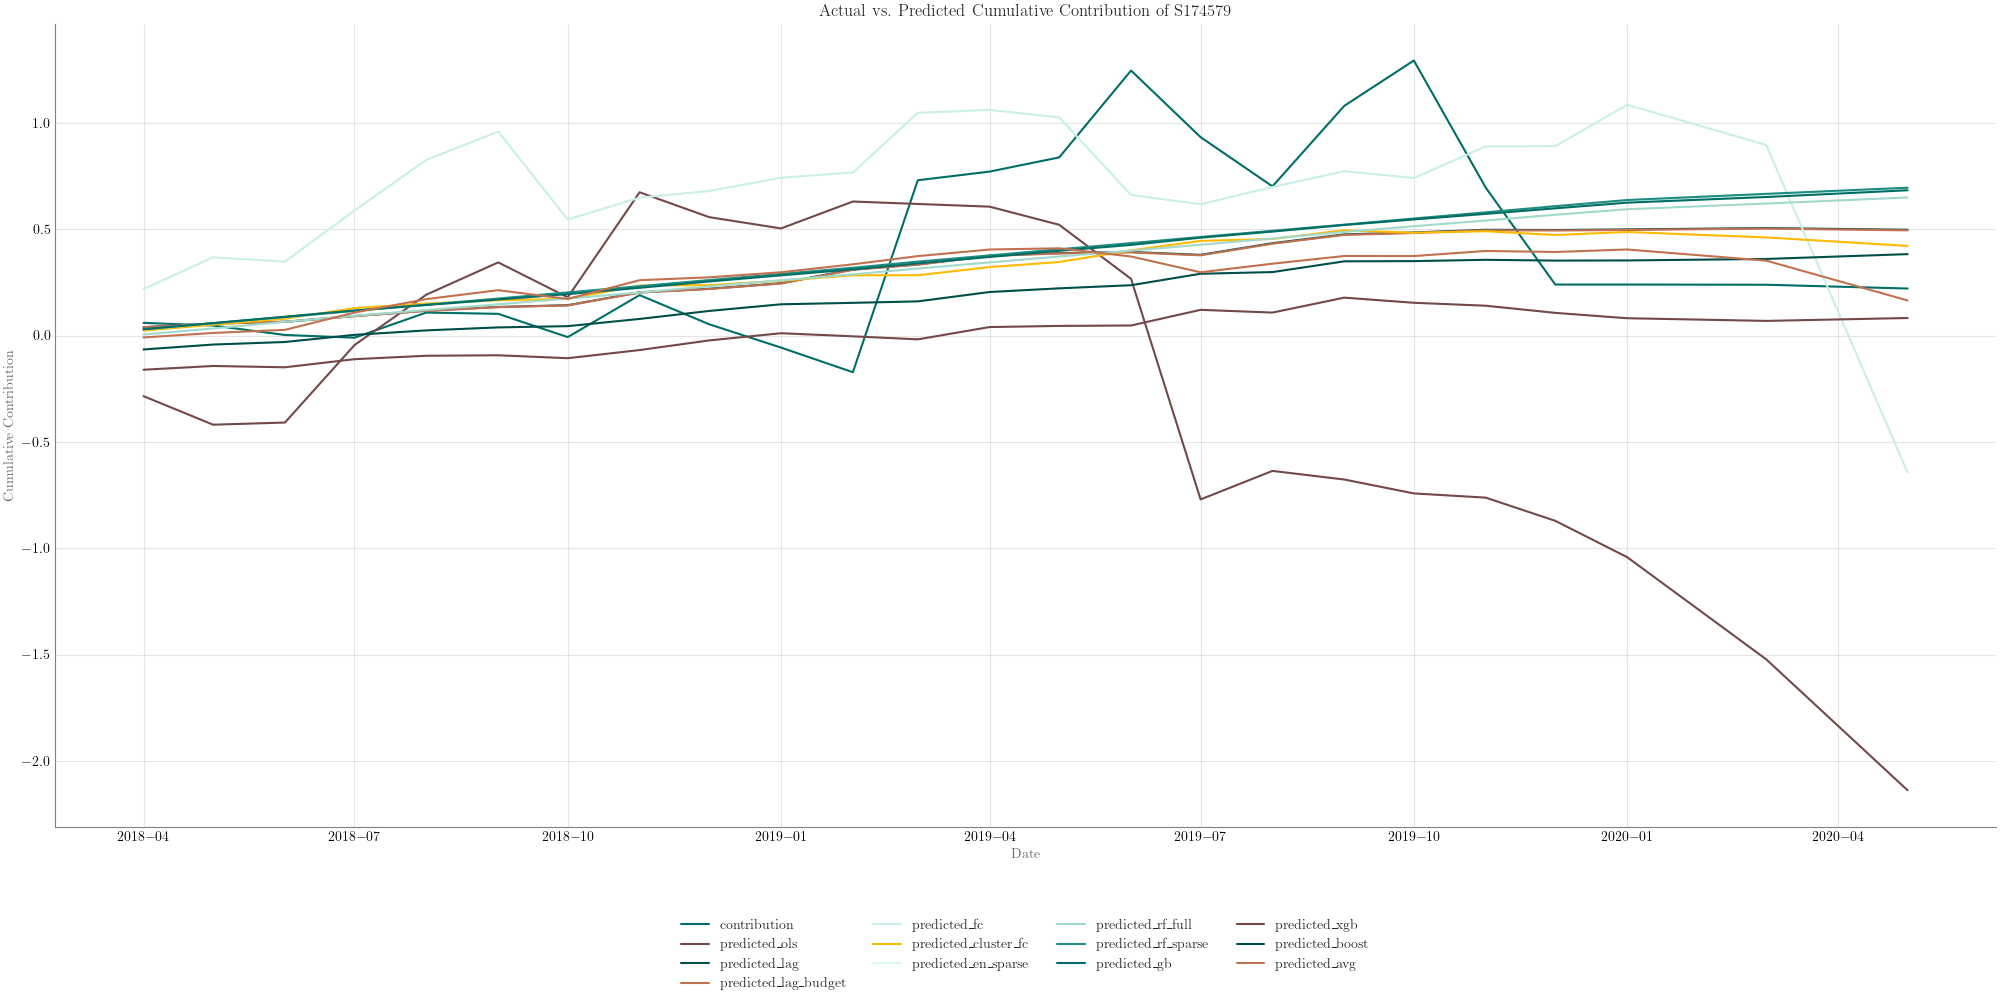 Actual vs. Predicted Cumulative Contribution of S174579
Cumulative Contribution
1.0
0.5
0.0
−0.5
−1.0
−1.5
−2.0
2018−04
2018−07
2018−10
2019−01
2019−04
2019−07
2019−10
2020−01
2020−04
Date
contribution
predicted_ols
predicted_lag
predicted_lag_budget
predicted_fc
predicted_cluster_fc
predicted_en_sparse
predicted_rf_full
predicted_rf_sparse
predicted_gb
predicted_xgb
predicted_boost
predicted_avg